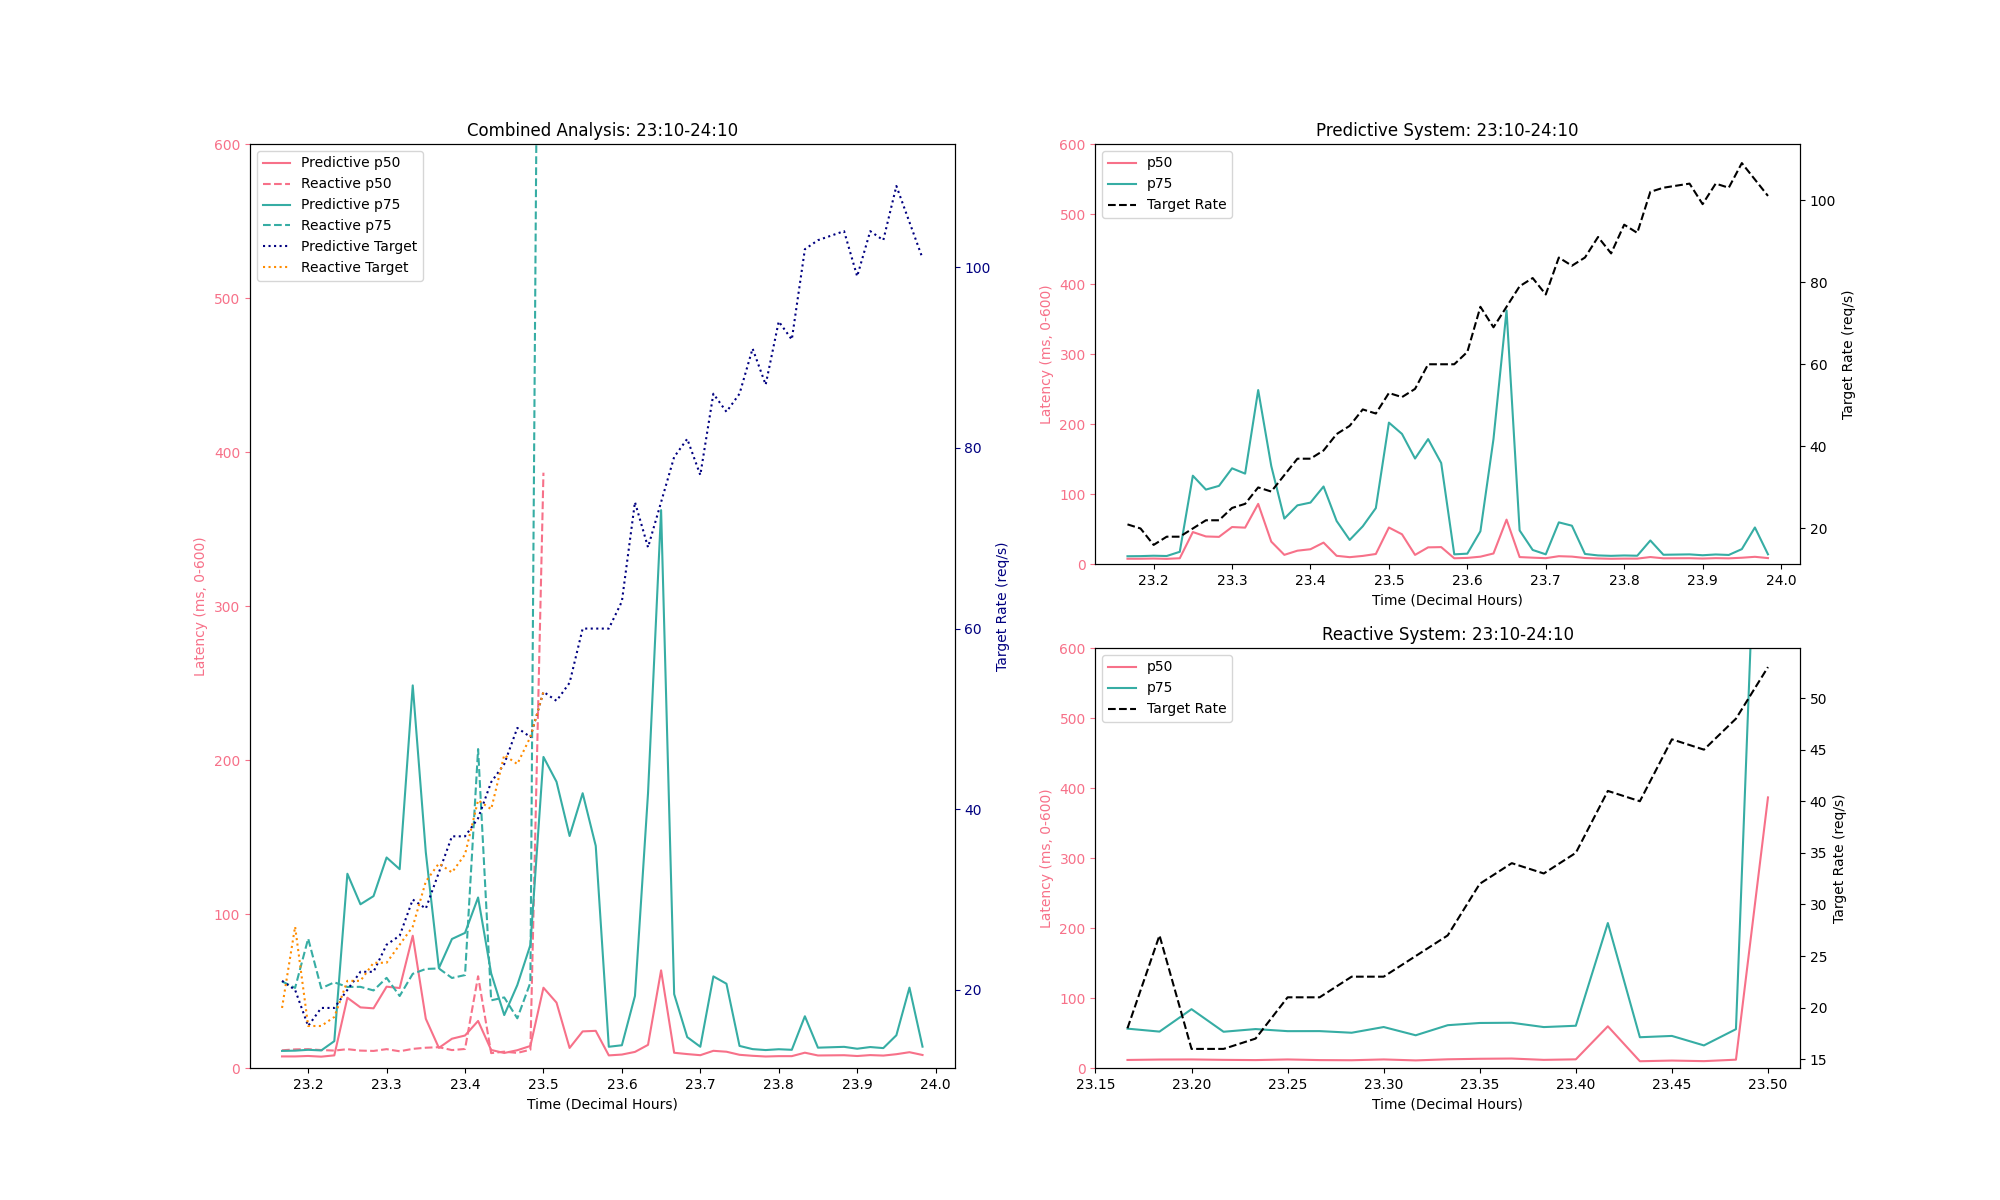 Combined Analysis: 23:10-24:10
600
500
400
300
200
100
0
Latency (ms, 0-600)
Predictive p50
Reactive p50
Predictive p75
Reactive p75
Predictive Target
Reactive Target
100
80
60
40
20
Target Rate (req/s)
23.2 23.3 23.4 23.5 23.6 23.7 23.8 23.9 24.0
Time (Decimal Hours)
Predictive System: 23:10-24:10
600
500
400
300
200
100
0
Latency (ms, 0-600)
p50
p75
Target Rate
100
80
60
40
20
Target Rate (req/s)
23.2 23.3 23.4 23.5 23.6 23.7 23.8 23.9 24.0
Time (Decimal Hours)
Reactive System: 23:10-24:10
600
500
400
300
200
100
0
Latency (ms, 0-600)
p50
p75
Target Rate
50
45
40
35
30
25
20
15
Target Rate (req/s)
23.15 23.20 23.25 23.30 23.35 23.40 23.45 23.50
Time (Decimal Hours)